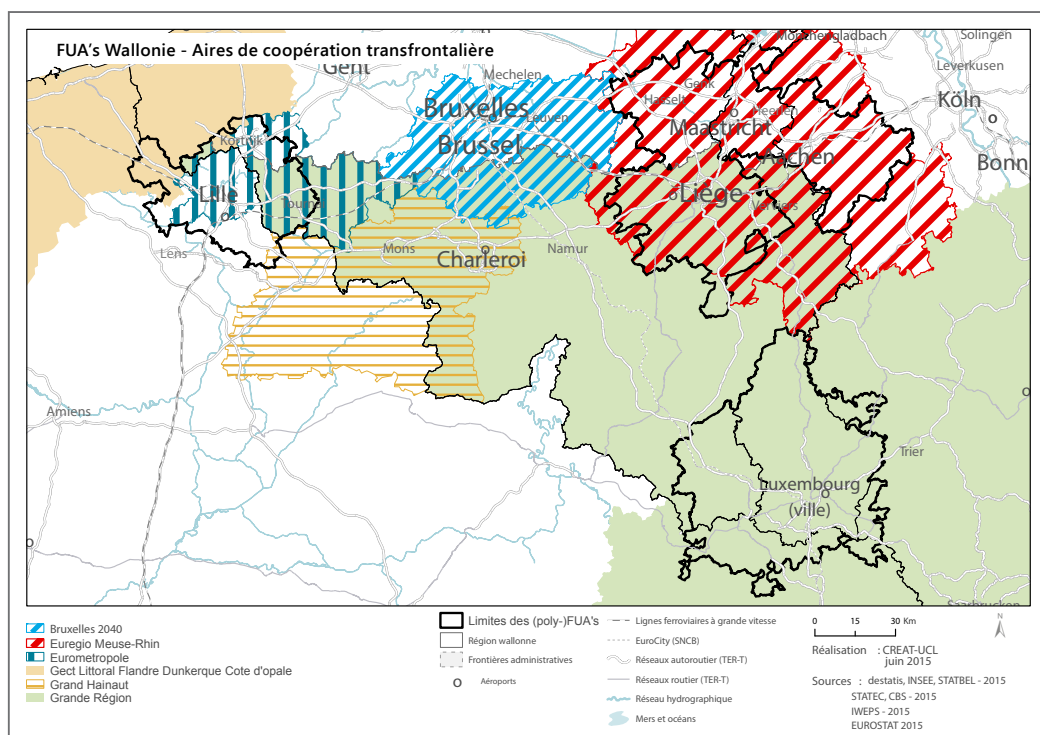 FUA's Wallonie - Aires de coopération transfrontalière
Gent
Mechelen
Mönchengladbach
Solingen
Leverkusen
Genk
Hasselt
Köln
Bruxelles
Brussel
Leuven
Maastricht
Kortrijk
Aachen
Bonn
Lille
Liège
Verviers
Tournai
Lens
Mons
Charleroi
Namur
Amiens
Trier
Luxembourg
(ville)
Saarbrucken
Bruxelles 2040
Euregio Meuse-Rhin
Eurometropole
Gect Littoral Flandre Dunkerque Cote d'opale
Grand Hainaut
Grande Région
Limites des (poly-)FUA's
Région wallonne
Frontières administratives
Aéroports
Lignes ferroviaires à grande vitesse
EuroCity (SNCB)
Réseaux autoroutier (TER-T)
Réseaux routier (TER-T)
Réseau hydrographique
Mers et océans
0 15 30 Km
N
Réalisation : CREAT-UCL
juin 2015
Sources : destatis, INSEE, STATBEL - 2015
STATEC, CBS - 2015
IWEPS - 2015
EUROSTAT 2015